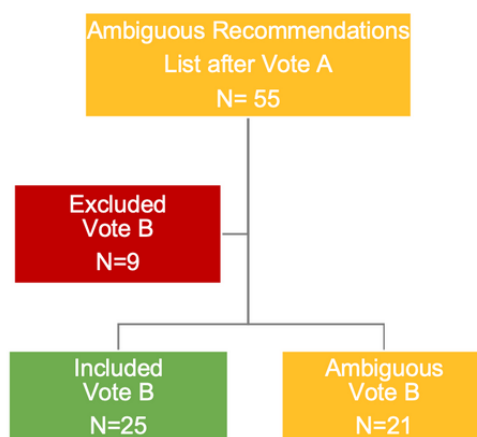 Ambiguous Recommendations
List after Vote A
N= 55
Excluded
Vote B
N=9
Included
Vote B
N=25
Ambiguous
Vote B
N=21